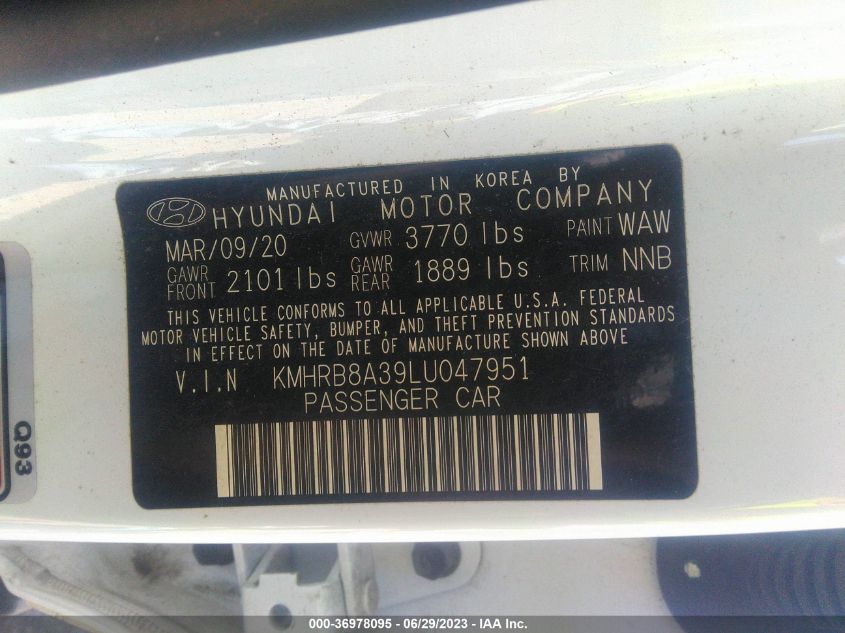 MANUFACTURED IN KOREA BY
HYUNDAI MOTOR COMPANY
MAR/09/20 GVWR 3770 lbs PAINT WAW
GAWR FRONT 2101 lbs GAWR REAR 1889 lbs TRIM NNB
THIS VEHICLE CONFORMS TO ALL APPLICABLE U.S.A. FEDERAL
MOTOR VEHICLE SAFETY, BUMPER, AND THEFT PREVENTION STANDARDS
IN EFFECT ON THE DATE OF MANUFACTURE SHOWN ABOVE
V.I.N KMHRB8A39LU047951
PASSENGER CAR
Q93
000-36978095 - 06/29/2023 - IAA Inc.